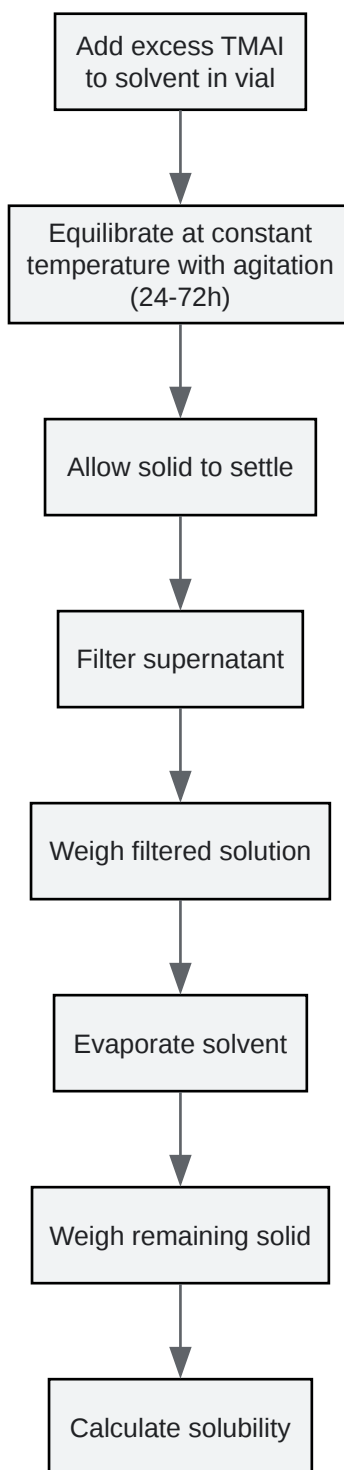 Add excess TMAI
to solvent in vial
Equilibrate at constant
temperature with agitation
(24-72h)
Allow solid to settle
Filter supernatant
Weigh filtered solution
Evaporate solvent
Weigh remaining solid
Calculate solubility